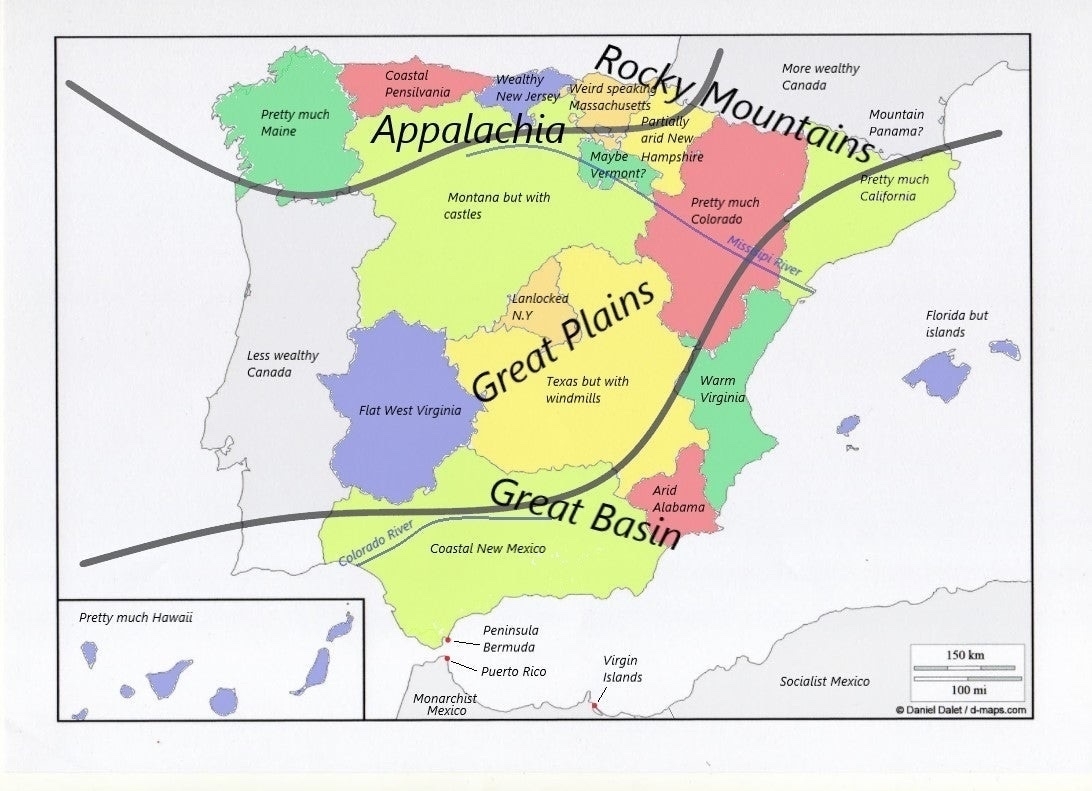 Rocky Mountains
More wealthy
Canada
Coastal
Pensilvania
Wealthy
New Jersey
Weird speaking
Massachusetts
Pretty much
Maine
Appalachia
Partially
arid New
Hampshire
Mountain
Panama?
Maybe
Vermont?
Pretty much
California
Montana but with
castles
Pretty much
Colorado
Missipi River
Lanlocked
N.Y
Great Plains
Florida but
islands
Less wealthy
Canada
Texas but with
windmills
Warm
Virginia
Flat West Virginia
Great Basin
Arid
Alabama
Colorado River
Coastal New Mexico
Pretty much Hawaii
Peninsula
Bermuda
Puerto Rico
Virgin
Islands
Monarchist
Mexico
Socialist Mexico
150 km
100 mi
© Daniel Dalet / d-maps.com